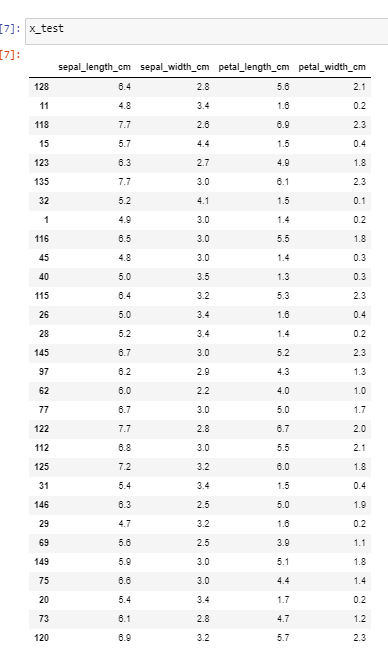 [7]: x_test
[7]:
sepal_length_cm sepal_width_cm petal_length_cm petal_width_cm
128 6.4 2.8 5.6 2.1
11 4.8 3.4 1.6 0.2
118 7.7 2.6 6.9 2.3
15 5.7 4.4 1.5 0.4
123 6.3 2.7 4.9 1.8
135 7.7 3.0 6.1 2.3
32 5.2 4.1 1.5 0.1
1 4.9 3.0 1.4 0.2
116 6.5 3.0 5.5 1.8
45 4.8 3.0 1.4 0.3
40 5.0 3.5 1.3 0.3
115 6.4 3.2 5.3 2.3
26 5.0 3.4 1.6 0.4
28 5.2 3.4 1.4 0.2
145 6.7 3.0 5.2 2.3
97 6.2 2.9 4.3 1.3
62 6.0 2.2 4.0 1.0
77 6.7 3.0 5.0 1.7
122 7.7 2.8 6.7 2.0
112 6.8 3.0 5.5 2.1
125 7.2 3.2 6.0 1.8
31 5.4 3.4 1.5 0.4
146 6.3 2.5 5.0 1.9
29 4.7 3.2 1.6 0.2
69 5.6 2.5 3.9 1.1
149 5.9 3.0 5.1 1.8
75 6.6 3.0 4.4 1.4
20 5.4 3.4 1.7 0.2
73 6.1 2.8 4.7 1.2
120 6.9 3.2 5.7 2.3